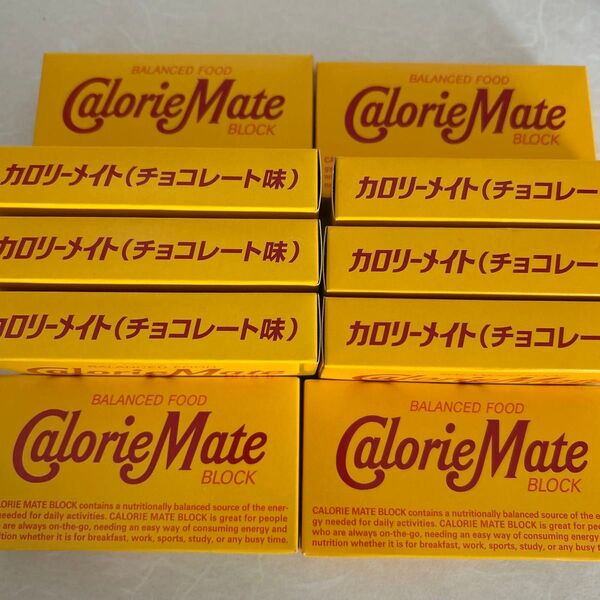 BALANCED FOOD
CalorieMate
BLOCK
BALANCED FOOD
CalorieMate
BLOCK
カロリーメイト(チョコレート味)
カロリーメイト(チョコレー
カロリーメイト(チョコレート味)
カロリーメイト(チョコレー
カロリーメイト(チョコレート味)
カロリーメイト(チョコレー
BALANCED FOOD
CalorieMate
BLOCK
LORIE MATE BLOCK contains a nutritionally balanced source of the ener-
needed for daily activities. CALORIE MATE BLOCK is great for people
are always on-the-go, needing an easy way of consuming energy and
nutrition whether it is for breakfast, work, sports, study, or any busy time.
BALANCED FOOD
CalorieMate
BLOCK
CALORIE MATE BLOCK contains a nutritionally balanced source of the e
gy needed for daily activities. CALORIE MATE BLOCK is great for peo
who are always on-the-go, needing an easy way of consuming energy
nutrition whether it is for breakfast, work, sports, study, or any busy t